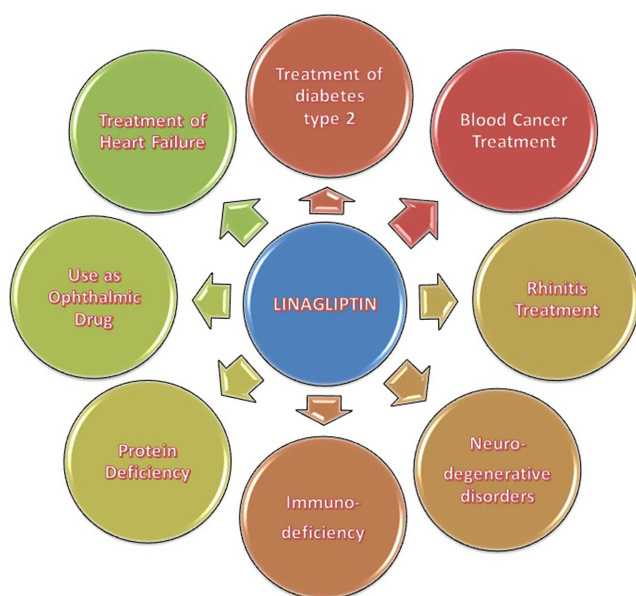 Treatment of
diabetes
type 2
Blood Cancer
Treatment
Rhinitis
Treatment
Neuro-
degenerative
disorders
Immuno-
deficiency
Protein
Deficiency
Use as
Ophthalmic
Drug
Treatment of
Heart Failure
LINAGLIPTIN